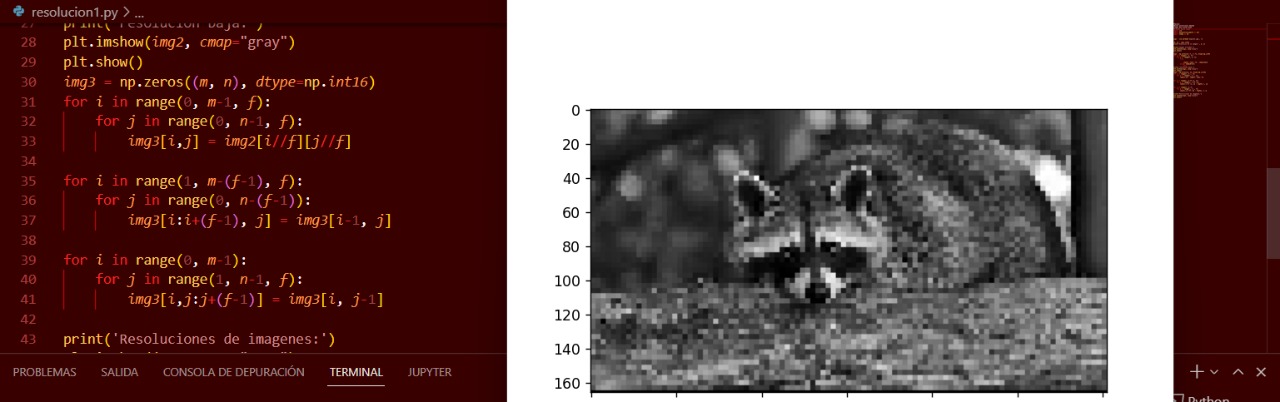 resolucion1.py > ...
27 print('resolucion baja:')
28 plt.imshow(img2, cmap="gray")
29 plt.show()
30 img3 = np.zeros((m, n), dtype=np.int16)
31 for i in range(0, m-1, f):
32 for j in range(0, n-1, f):
33 img3[i,j] = img2[i//f][j//f]
34
35 for i in range(1, m-(f-1), f):
36 for j in range(0, n-(f-1)):
37 img3[i:i+(f-1), j] = img3[i-1, j]
38
39 for i in range(0, m-1):
40 for j in range(1, n-1, f):
41 img3[i,j:j+(f-1)] = img3[i, j-1]
42
43 print('Resoluciones de imagenes:')
PROBLEMAS SALIDA CONSOLA DE DEPURACIÓN TERMINAL JUPYTER
0
20
40
60
80
100
120
140
160
Python